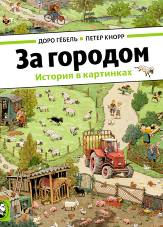 ДОРО ГЁБЕЛЬ ● ПЕТЕР КНОРР
За городом
История в картинках